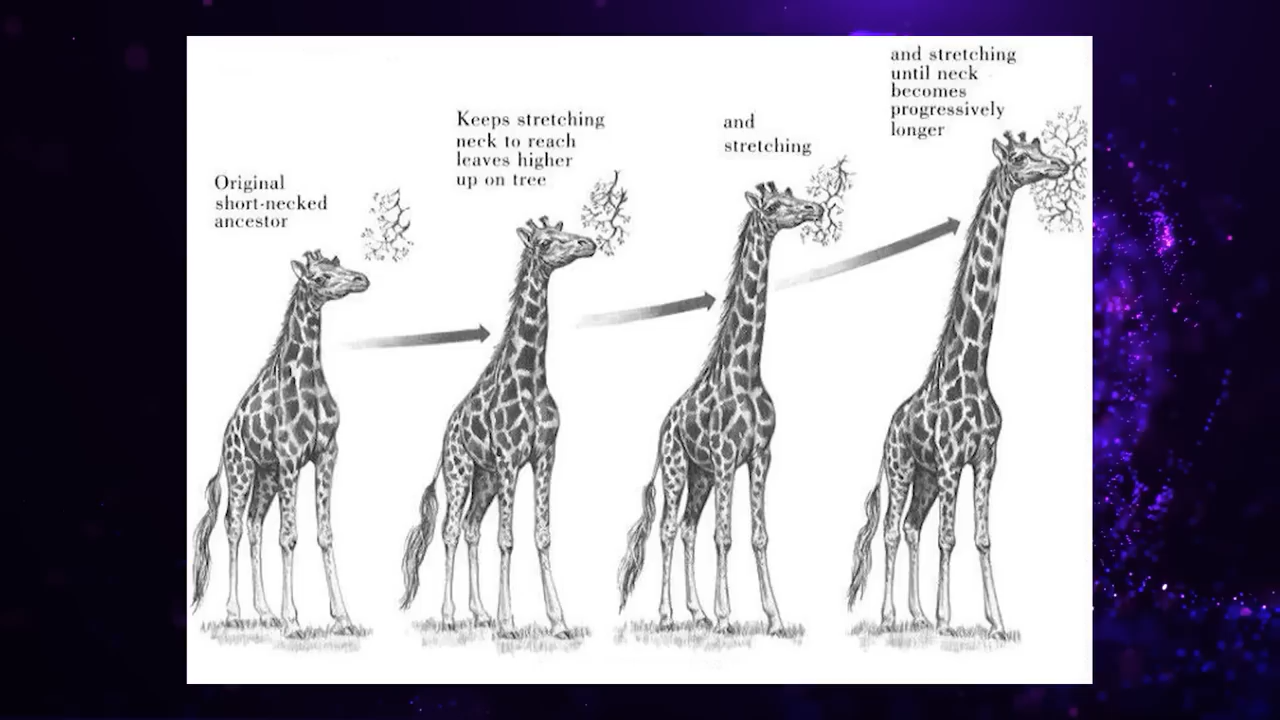 Original
short-necked
ancestor
Keeps stretching
neck to reach
leaves higher
up on tree
and
stretching
and stretching
until neck
becomes
progressively
longer